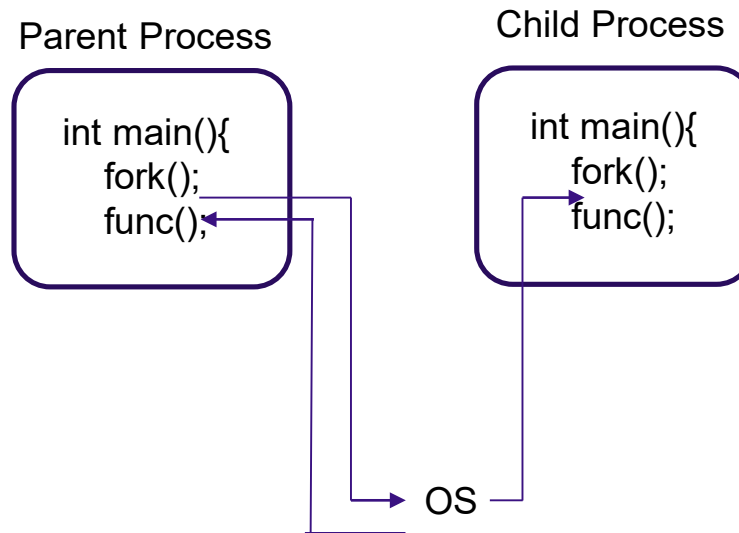 Parent Process
int main(){
fork();
func();
Child Process
int main(){
fork();
func();
OS